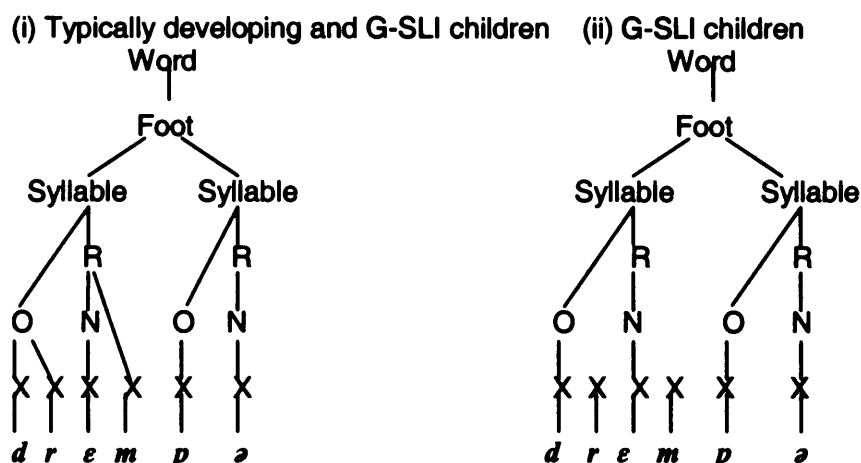 (i) Typically developing and G-SLI children (ii) G-SLI children
Word Word
Foot Foot
Syllable Syllable Syllable Syllable
R R R
O N O N O N O N
X X X X X X X X X X X X
d r ɛ m p ə d r ɛ m p ə